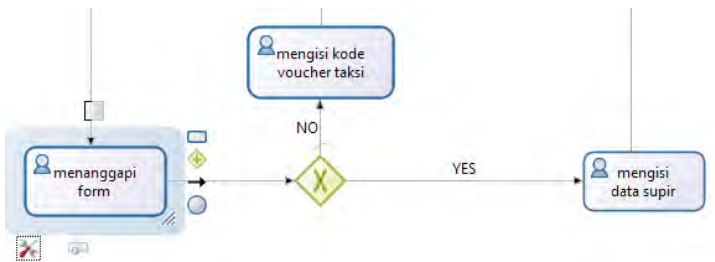 mengisi kode
voucher taksi
NO
menanggapi
form
YES
mengisi
data supir